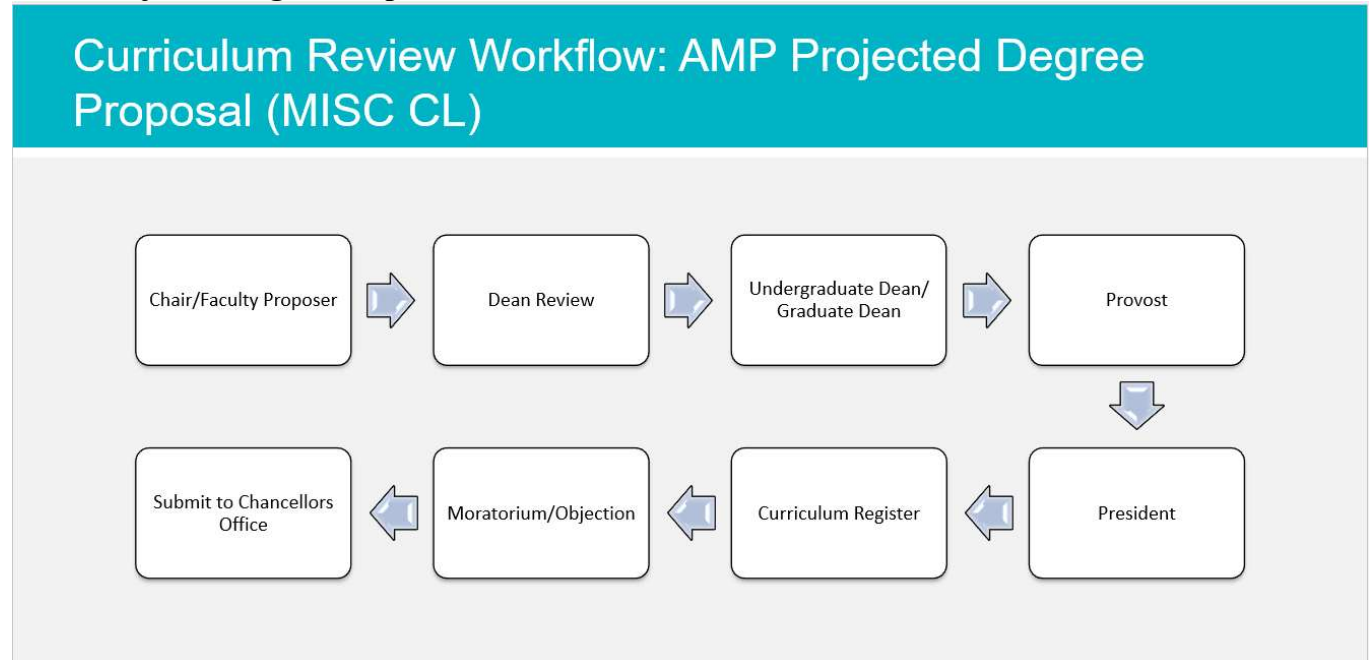 Curriculum Review Workflow: AMP Projected Degree
Proposal (MISC CL)
Chair/Faculty Proposer
Dean Review
Undergraduate Dean/
Graduate Dean
Provost
President
Curriculum Register
Moratorium/Objection
Submit to Chancellors
Office